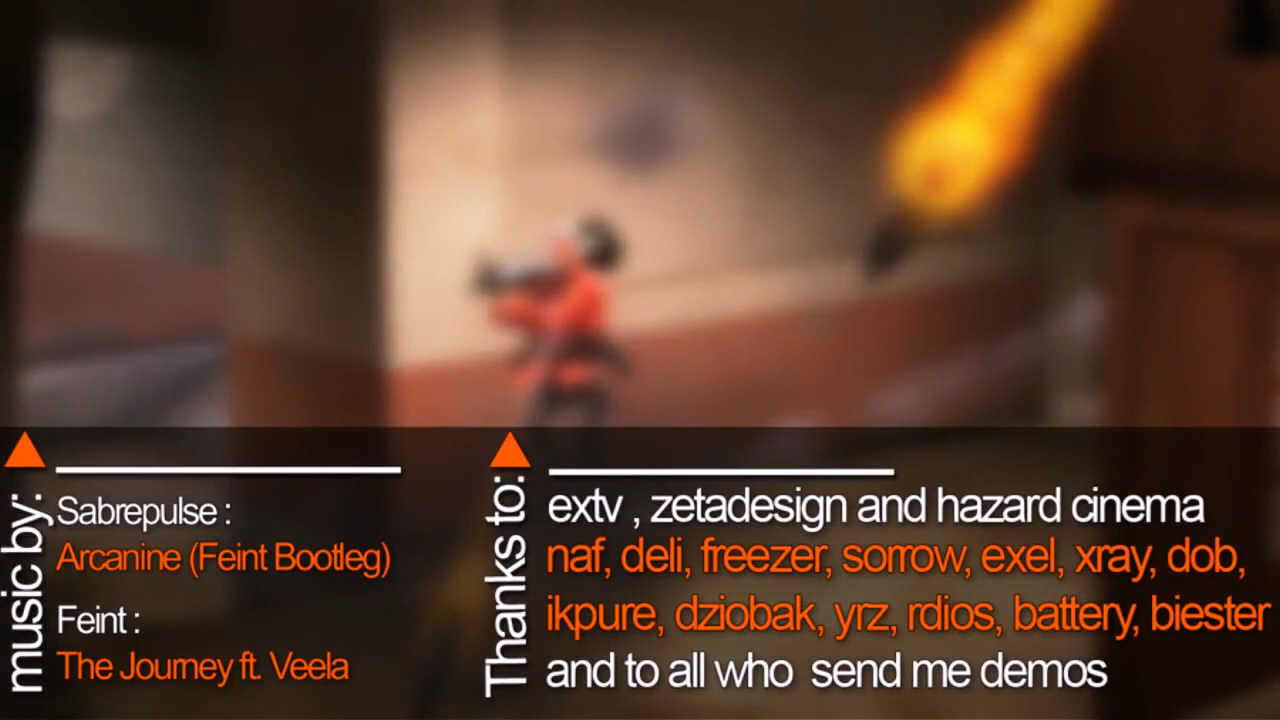 music by:
Sabrepulse :
Arcanine (Feint Bootleg)
Feint :
The Journey ft. Veela
Thanks to:
extv , zetadesign and hazard cinema
naf, deli, freezer, sorrow, exel, xray, dob,
ikpure, dziobak, yrz, rdios, battery, biester
and to all who send me demos